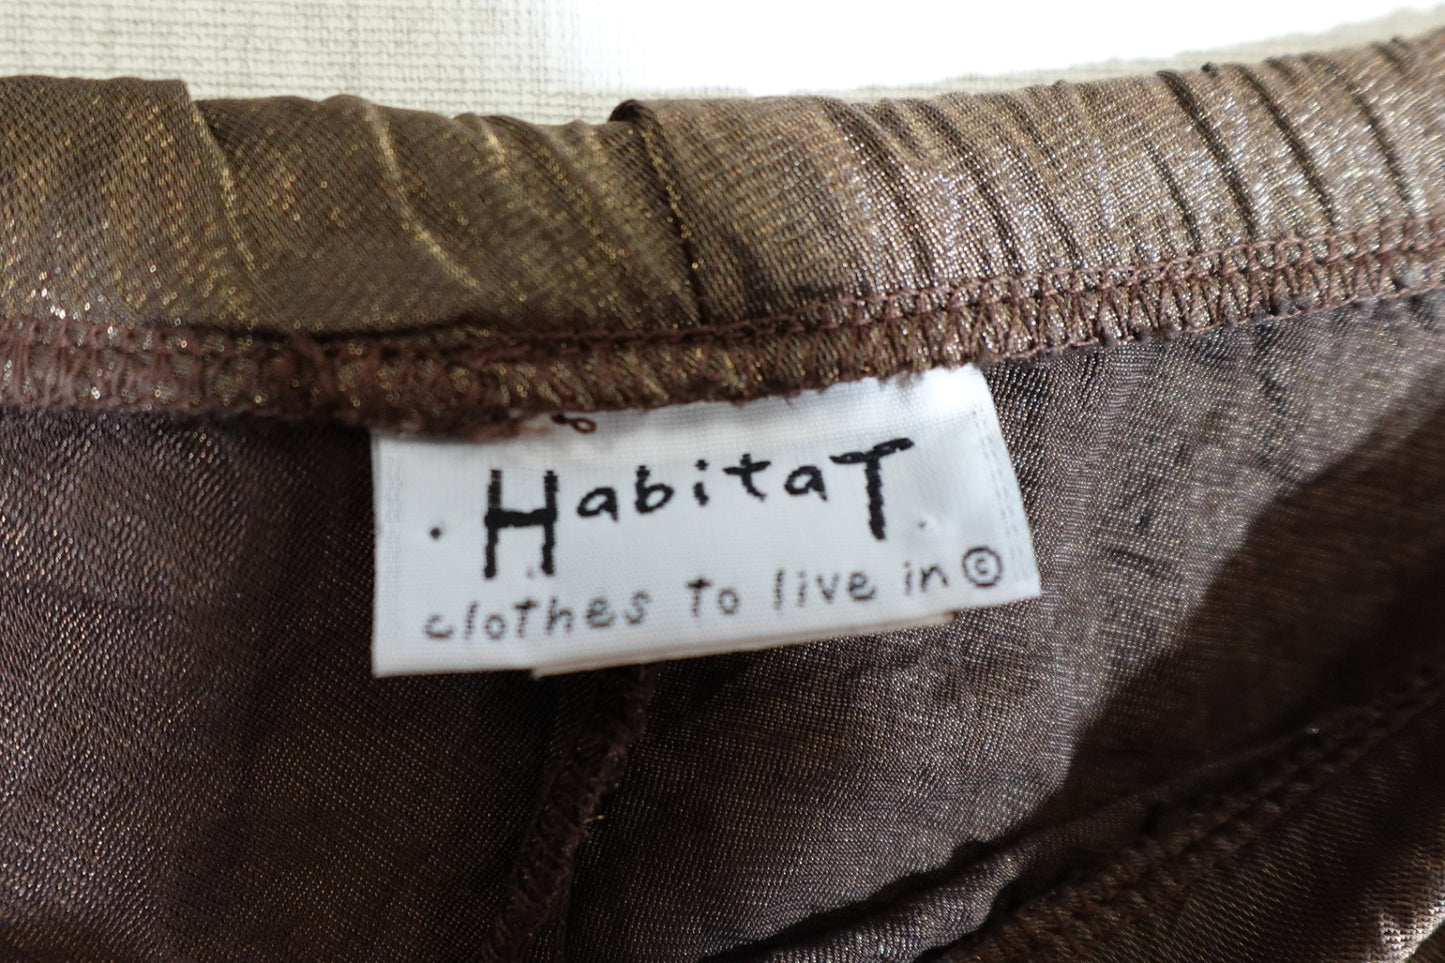 HabitaT
clothes to live in ©